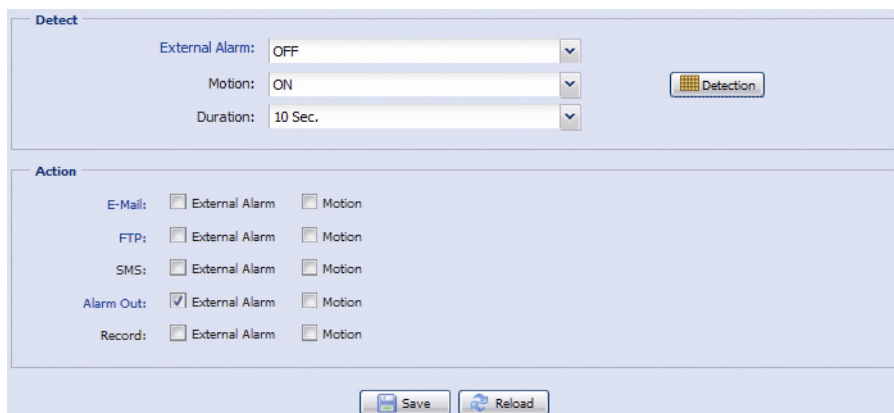 Detect
External Alarm: OFF
Motion: ON Detection
Duration: 10 Sec.
Action
E-Mail: External Alarm Motion
FTP: External Alarm Motion
SMS: External Alarm Motion
Alarm Out: External Alarm Motion
Record: External Alarm Motion
Save Reload